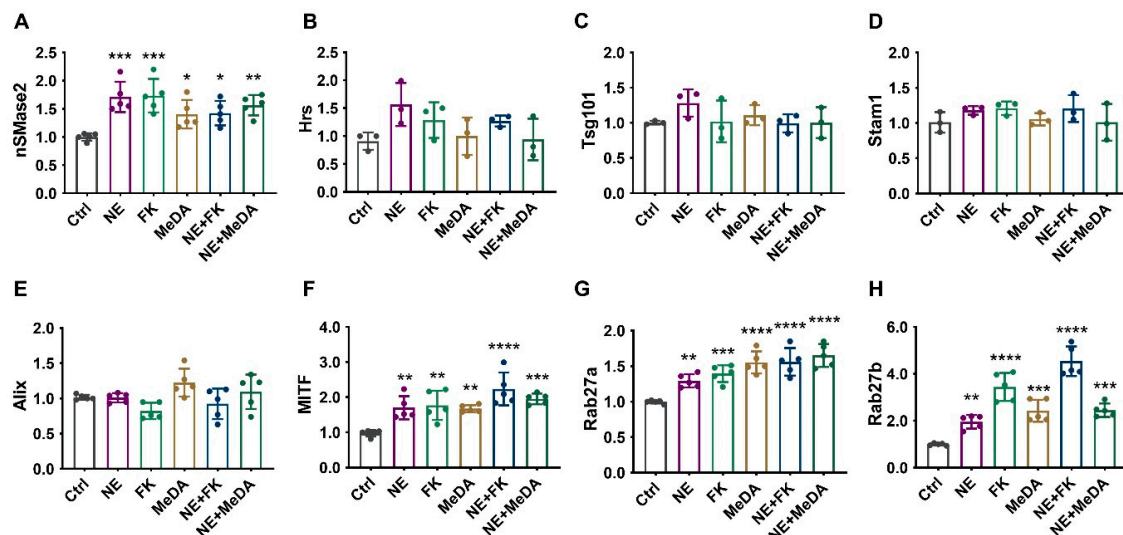 A
nSMase2
2.5
2.0
1.5
1.0
0.5
0.0
***
***
*
*
**
Ctrl
NE
FK
MeDA
NE+FK
NE+MeDA
B
Hrs
2.5
2.0
1.5
1.0
0.5
0.0
Ctrl
NE
FK
MeDA
NE+FK
NE+MeDA
C
Tsg101
2.0
1.5
1.0
0.5
0.0
Ctrl
NE
FK
MeDA
NE+FK
NE+MeDA
D
Stam1
2.0
1.5
1.0
0.5
0.0
Ctrl
NE
FK
MeDA
NE+FK
NE+MeDA
E
Alix
2.0
1.5
1.0
0.5
0.0
Ctrl
NE
FK
MeDA
NE+FK
NE+MeDA
F
MITF
4.0
3.0
2.0
1.0
0.0
**
**
**
****
***
Ctrl
NE
FK
MeDA
NE+FK
NE+MeDA
G
Rab27a
2.0
1.5
1.0
0.5
0.0
**
***
****
****
****
Ctrl
NE
FK
MeDA
NE+FK
NE+MeDA
H
Rab27b
6.0
4.0
2.0
0.0
**
****
***
****
***
Ctrl
NE
FK
MeDA
NE+FK
NE+MeDA